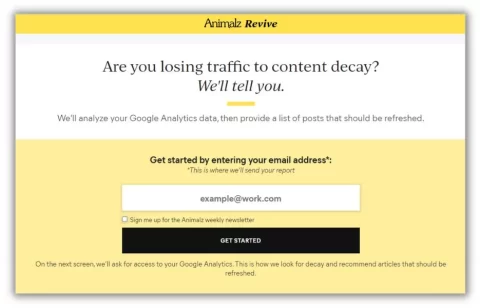 Animalz Revive
Are you losing traffic to content decay?
We'll tell you.
We'll analyze your Google Analytics data, then provide a list of posts that should be refreshed.
Get started by entering your email address*:
*This is where we'll send your report
example@work.com
Sign me up for the Animalz weekly newsletter
GET STARTED
On the next screen, we'll ask for access to your Google Analytics. This is how we look for decay and recommend articles that should be
refreshed.